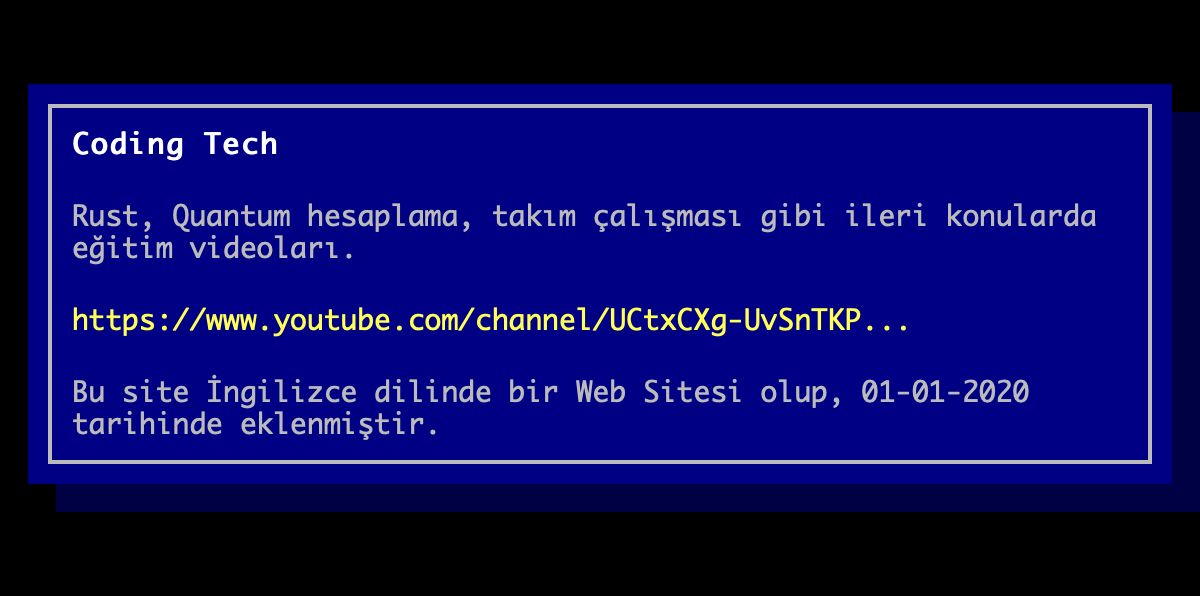 Coding Tech
Rust, Quantum hesaplama, takım çalışması gibi ileri konularda
eğitim videoları.
https://www.youtube.com/channel/UCtxCXg-UvSnTKP...
Bu site İngilizce dilinde bir Web Sitesi olup, 01-01-2020
tarihinde eklenmiştir.